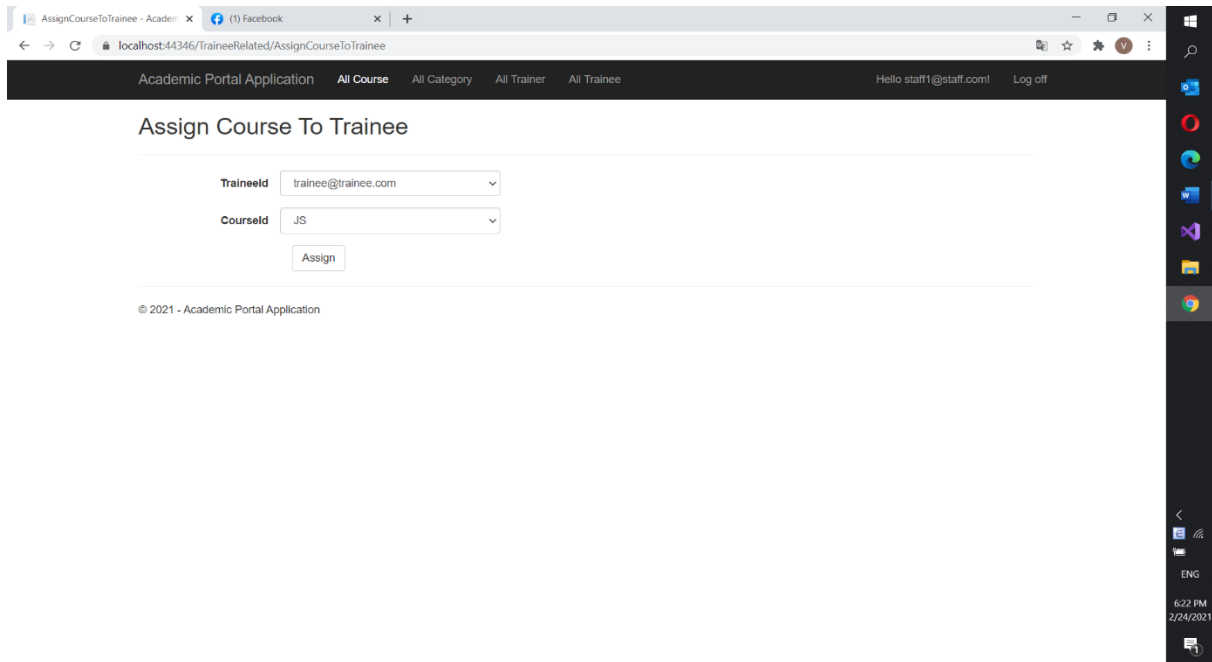 AssignCourseToTrainee - Academ
(1) Facebook
localhost:44346/TraineeRelated/AssignCourseToTrainee
V
Academic Portal Application All Course All Category All Trainer All Trainee Hello staff1@staff.com! Log off
Assign Course To Trainee
TraineeId trainee@trainee.com
CourseId JS
Assign
© 2021 - Academic Portal Application
ENG
6:22 PM
2/24/2021
1